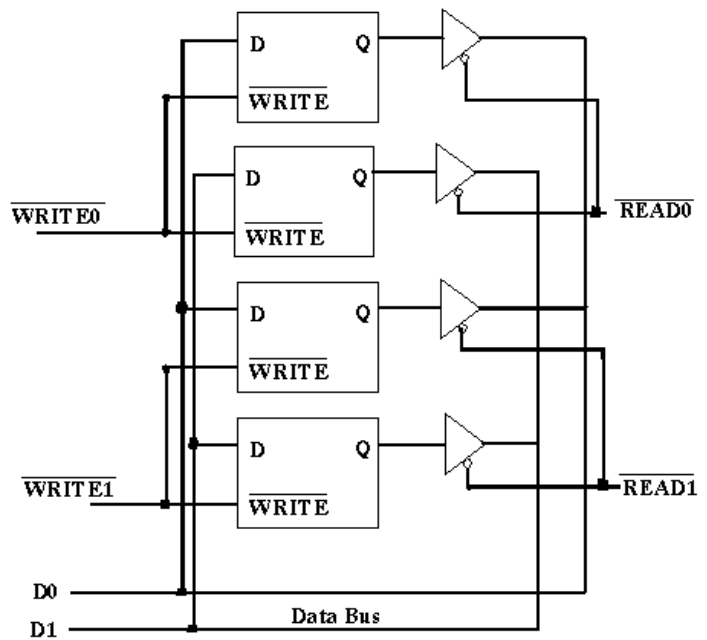 D Q
WRITE
D Q
WRITE0
WRITE
READ0
D Q
WRITE
D Q
WRITE1
WRITE
READ1
D0
Data Bus
D1